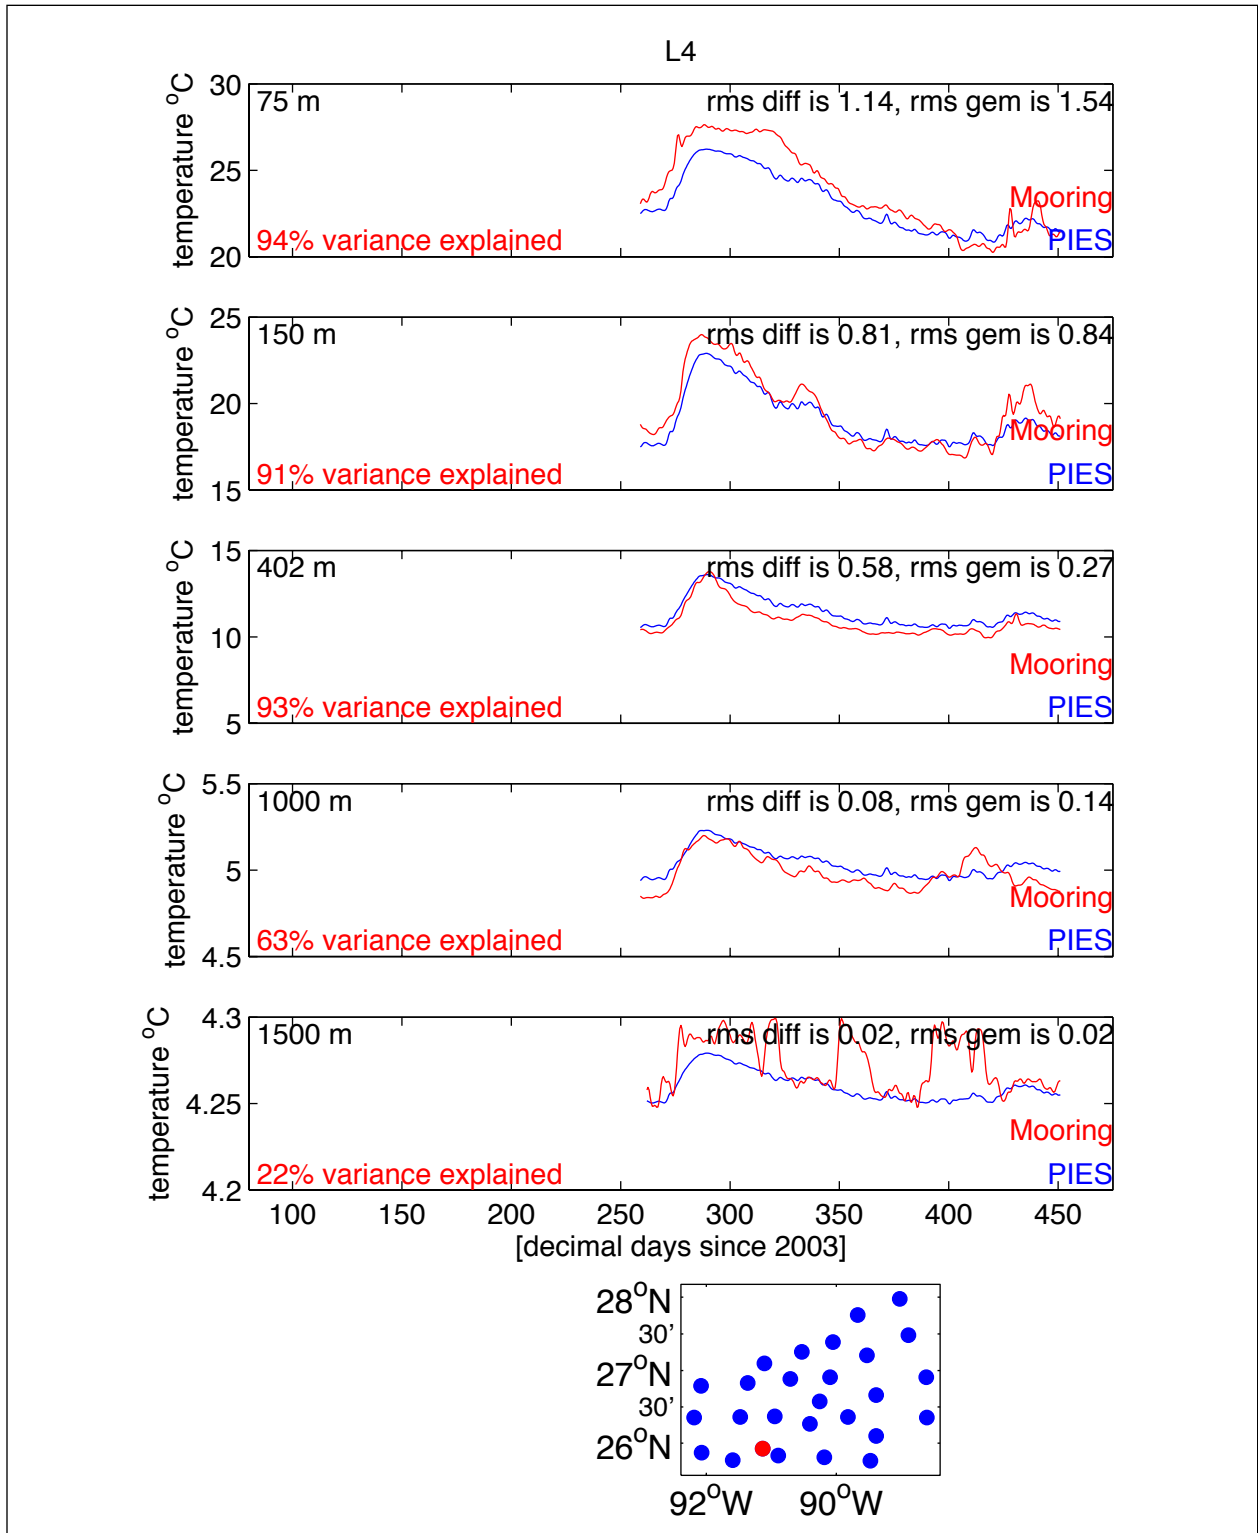 L4
30
75 m
rms diff is 1.14, rms gem is 1.54
temperature °C
25
Mooring
94% variance explained
PIES
20
25
150 m
rms diff is 0.81, rms gem is 0.84
temperature °C
20
Mooring
91% variance explained
PIES
15
15
402 m
rms diff is 0.58, rms gem is 0.27
temperature °C
10
Mooring
93% variance explained
PIES
5
5.5
1000 m
rms diff is 0.08, rms gem is 0.14
temperature °C
5
Mooring
63% variance explained
PIES
4.5
4.3
1500 m
rms diff is 0.02, rms gem is 0.02
temperature °C
4.25
Mooring
22% variance explained
PIES
4.2
100 150 200 250 300 350 400 450
[decimal days since 2003]
28°N
30'
27°N
30'
26°N
92°W 90°W